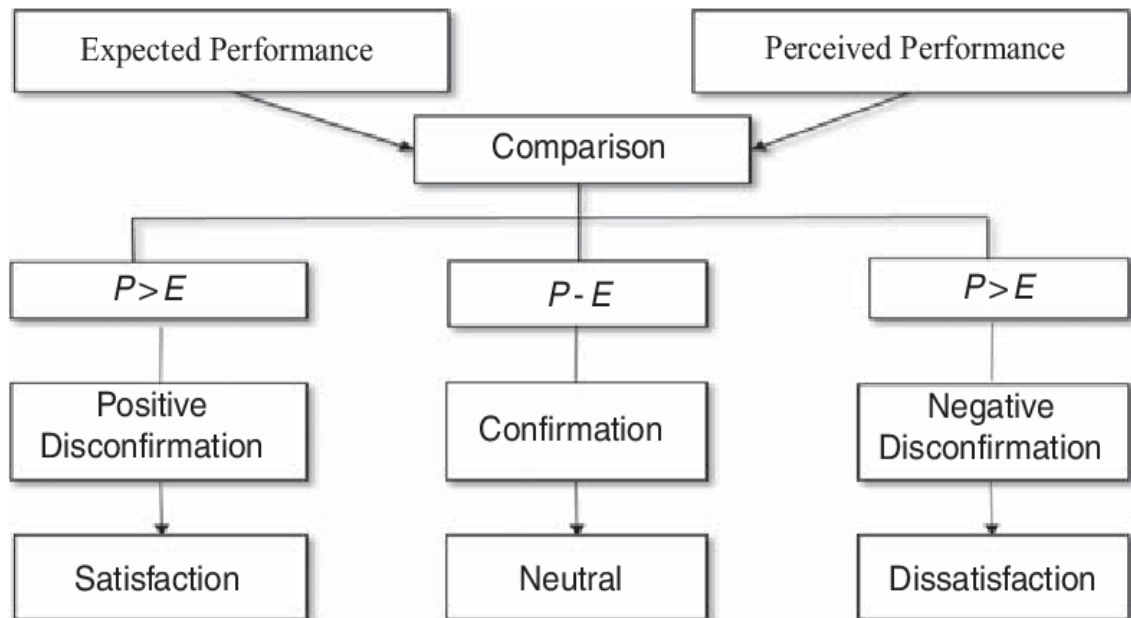 Expected Performance
Perceived Performance
Comparison
P>E
P - E
P>E
Positive
Disconfirmation
Confirmation
Negative
Disconfirmation
Satisfaction
Neutral
Dissatisfaction